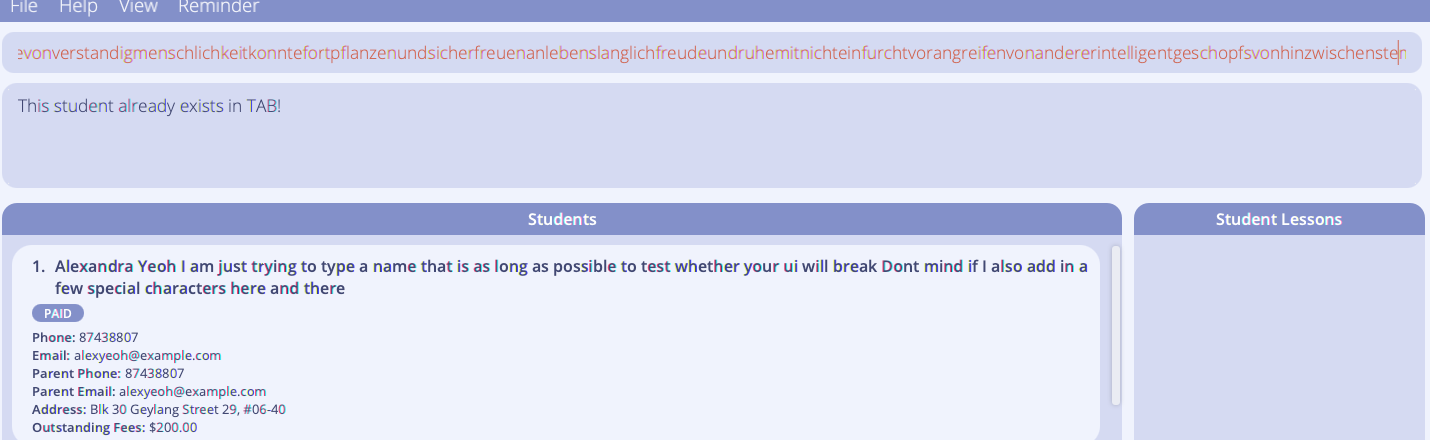 File Help View Reminder
evonverstandigmenschlichkeitkonntefortpflanzenundsicherfreuenanlebenslanglichfreudeundruhemitnichteinfurchtvorangreifenvonandererintelligentgeschopfsvonhinzwischenstern
This student already exists in TAB!
Students
Student Lessons
1. Alexandra Yeoh I am just trying to type a name that is as long as possible to test whether your ui will break Dont mind if I also add in a
few special characters here and there
PAID
Phone: 87438807
Email: alexyeoh@example.com
Parent Phone: 87438807
Parent Email: alexyeoh@example.com
Address: Blk 30 Geylang Street 29, #06-40
Outstanding Fees: $200.00